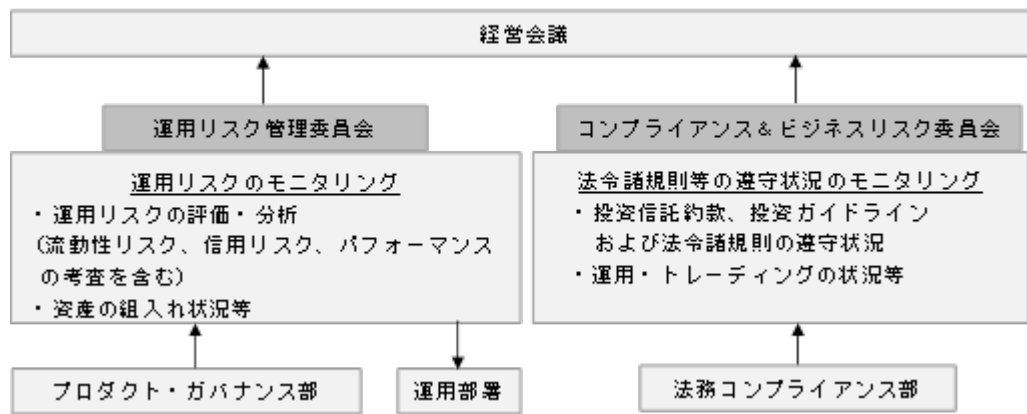 経営会議
運用リスク管理委員会
運用リスクのモニタリング
・運用リスクの評価・分析
(流動性リスク、信用リスク、パフォーマンス
の考査を含む)
・資産の組入れ状況等
コンプライアンス&ビジネスリスク委員会
法令諸規則等の遵守状況のモニタリング
・投資信託約款、投資ガイドライン
および法令諸規則の遵守状況
・運用・トレーディングの状況等
プロダクト・ガバナンス部
運用部署
法務コンプライアンス部